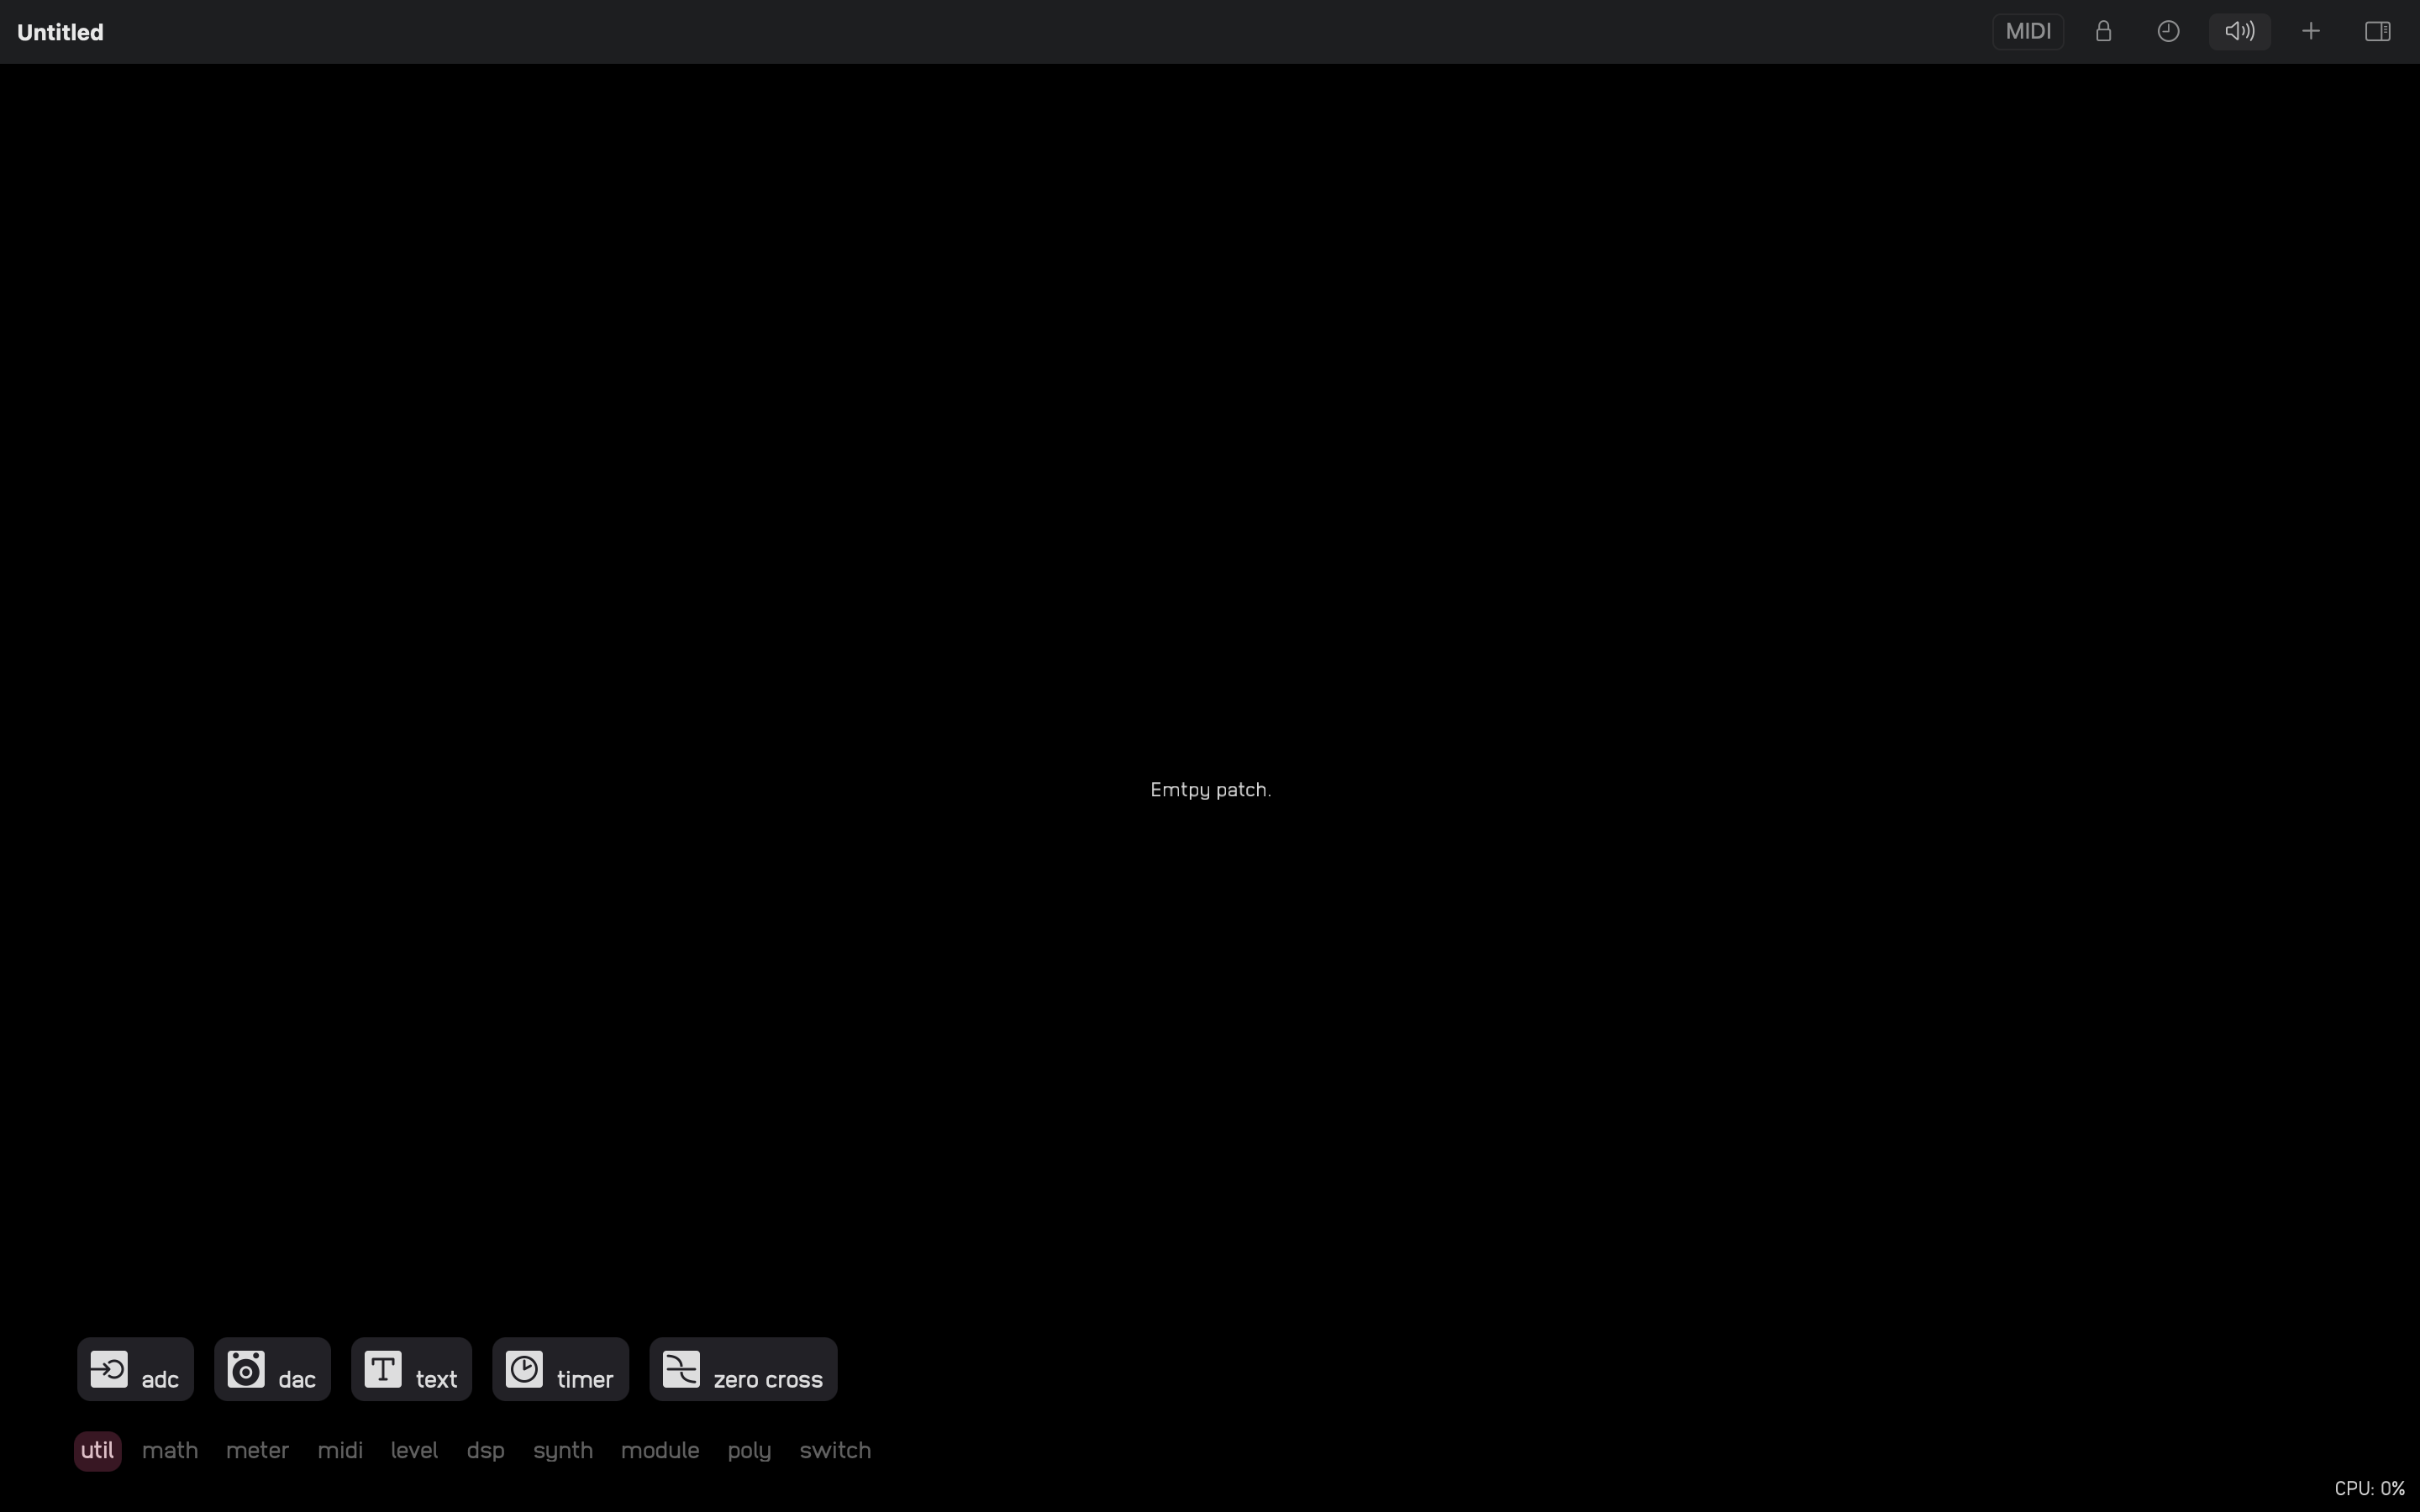 Untitled
MIDI
Emtpy patch.
adc dac text timer zero cross
util math meter midi level dsp synth module poly switch
CPU: 0%